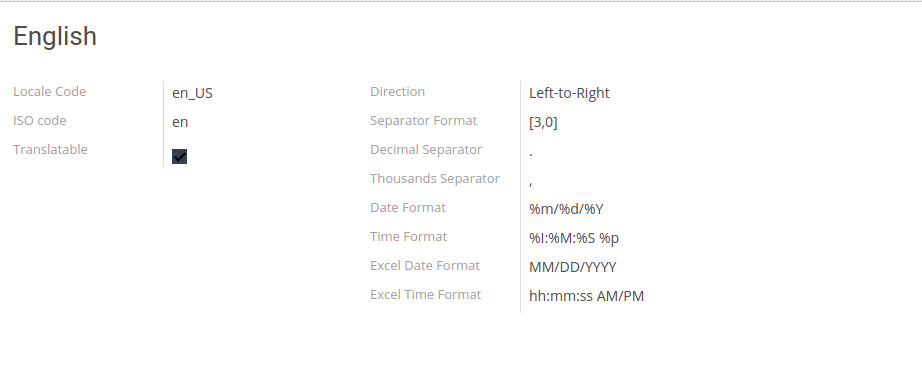 English
Locale Code en_US
ISO code en
Translatable
Direction Left-to-Right
Separator Format [3,0]
Decimal Separator .
Thousands Separator ,
Date Format %m/%d/%Y
Time Format %I:%M:%S %p
Excel Date Format MM/DD/YYYY
Excel Time Format hh:mm:ss AM/PM